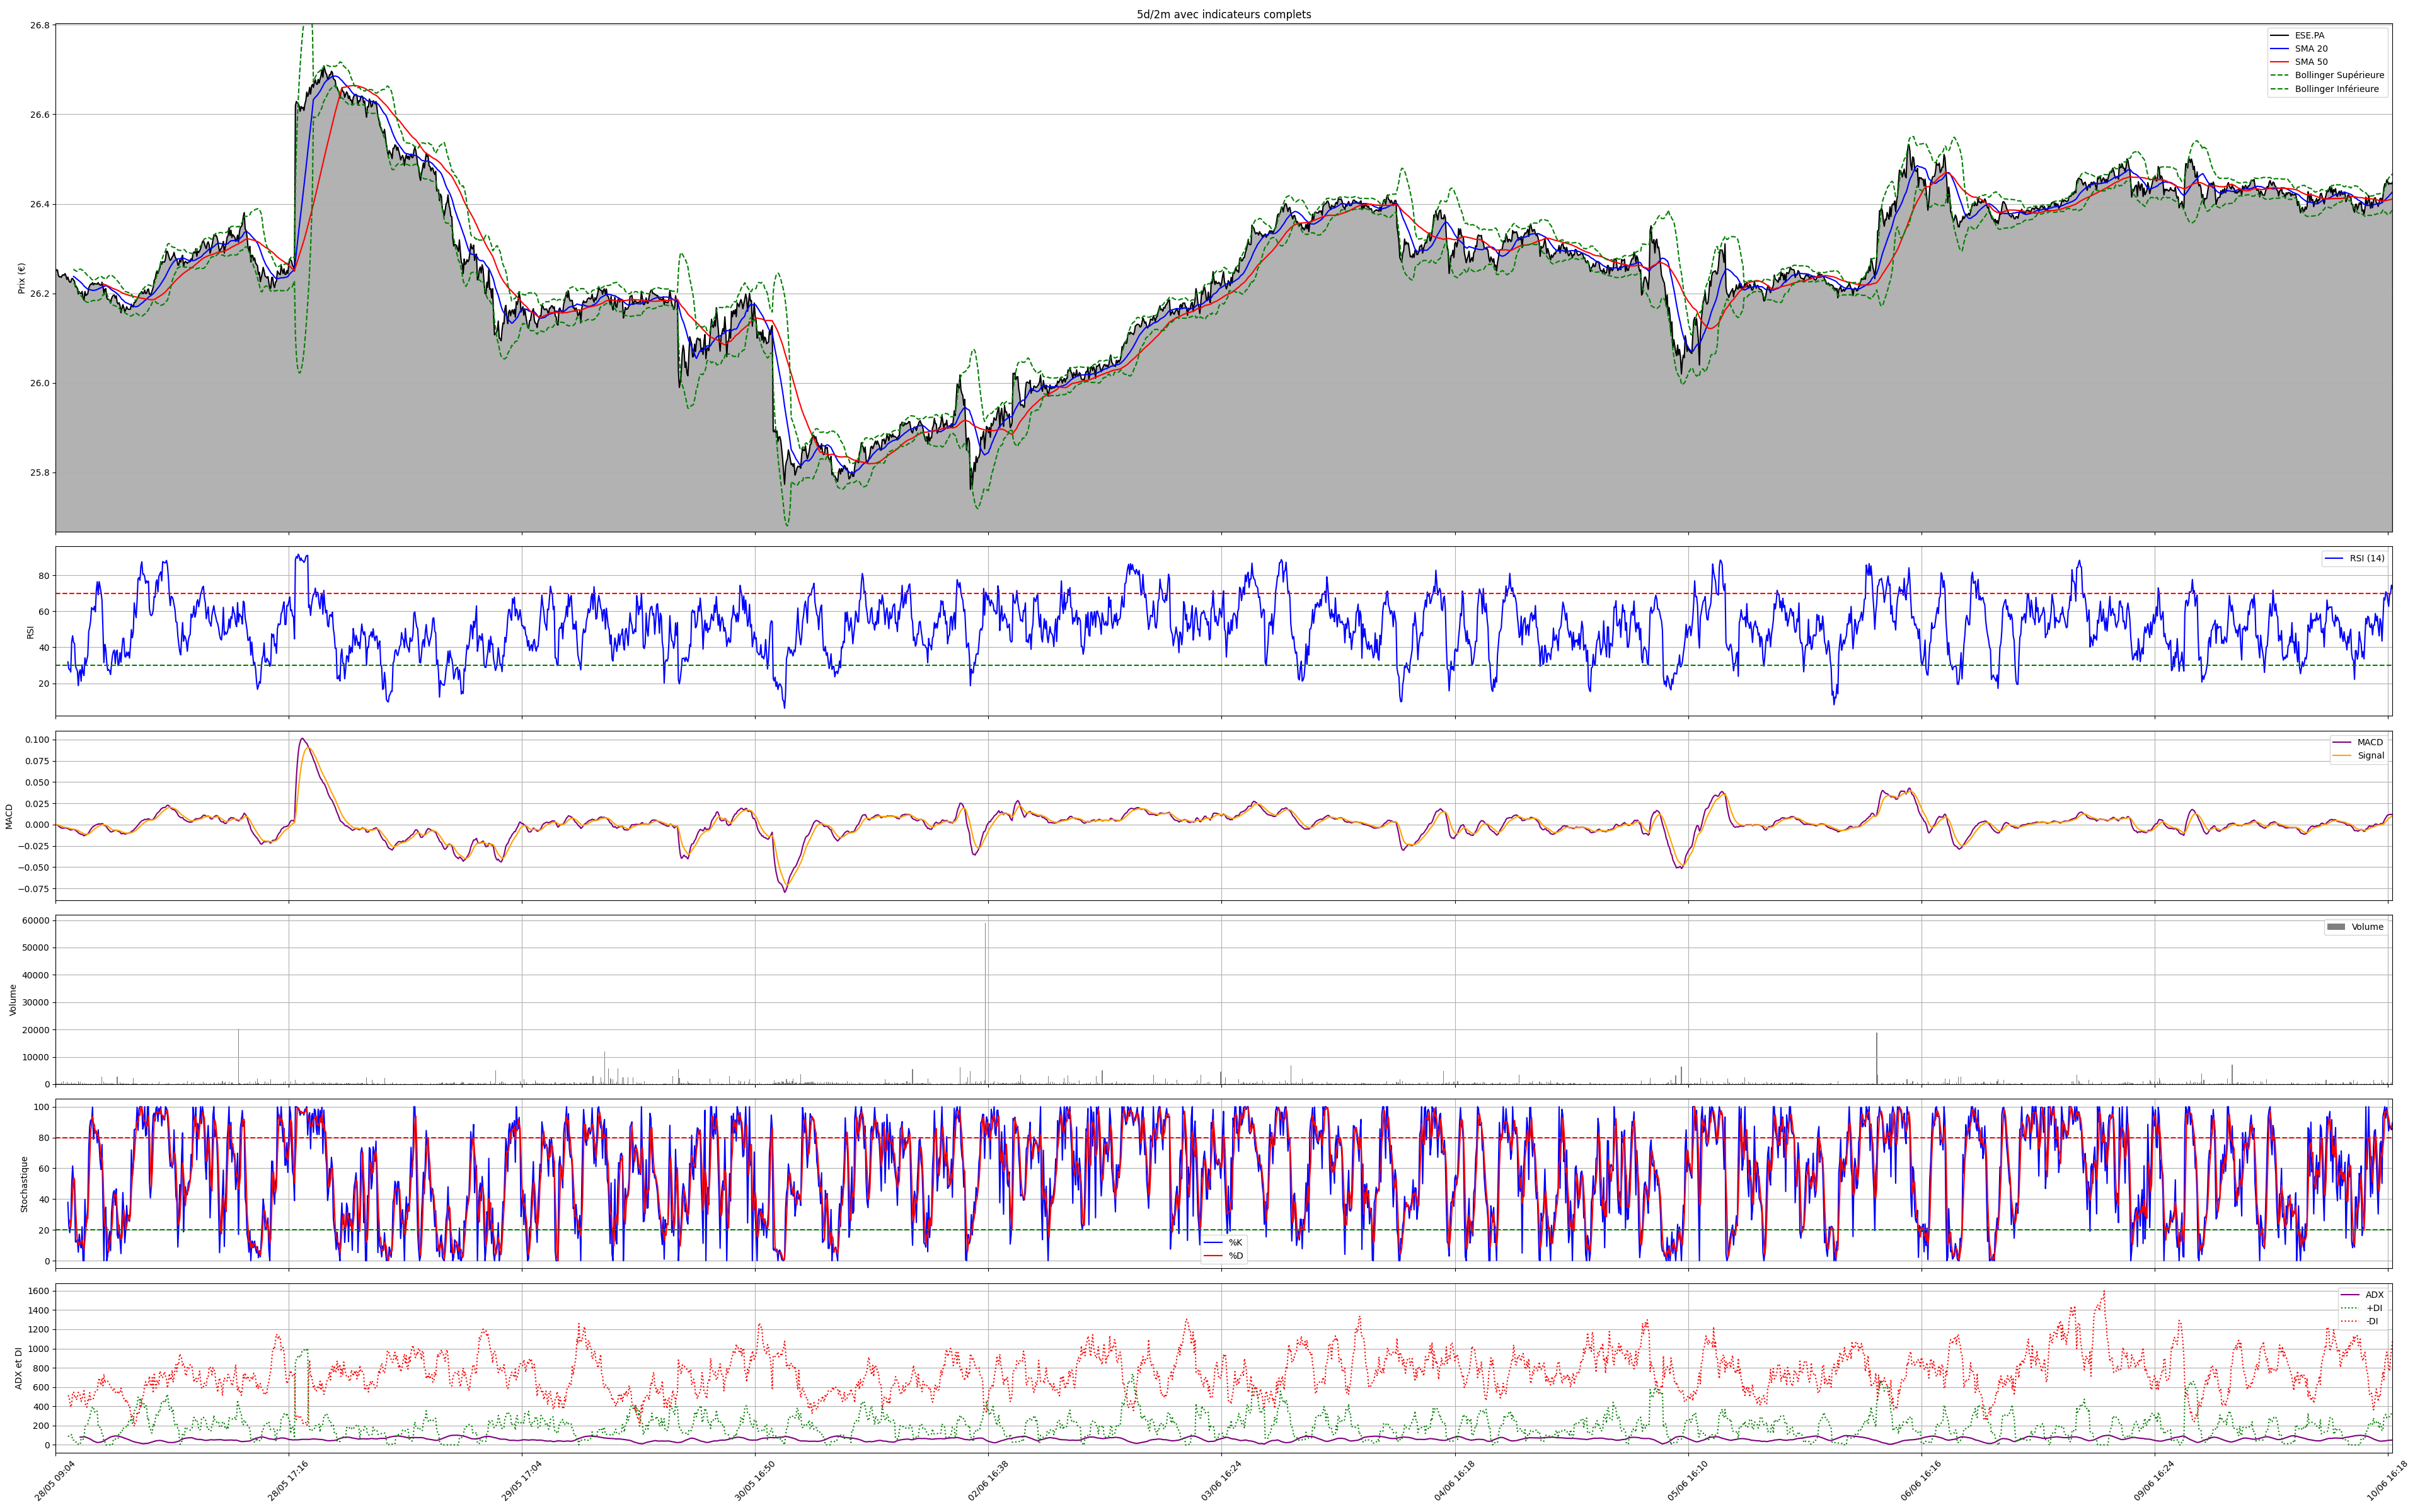 5d/2m avec indicateurs complets
Prix (€)
26.8
26.6
26.4
26.2
26.0
25.8
ESE.PA
SMA 20
SMA 50
Bollinger Supérieure
Bollinger Inférieure
RSI
80
60
40
20
RSI (14)
MACD
0.100
0.075
0.050
0.025
0.000
−0.025
−0.050
−0.075
MACD
Signal
Volume
60000
50000
40000
30000
20000
10000
0
Volume
Stochastique
100
80
60
40
20
0
%K
%D
ADX et DI
1600
1400
1200
1000
800
600
400
200
0
ADX
+DI
-DI
28/05 09:04
28/05 17:16
29/05 17:04
30/05 16:50
02/06 16:38
03/06 16:24
04/06 16:18
05/06 16:10
06/06 16:16
09/06 16:24
10/06 16:18